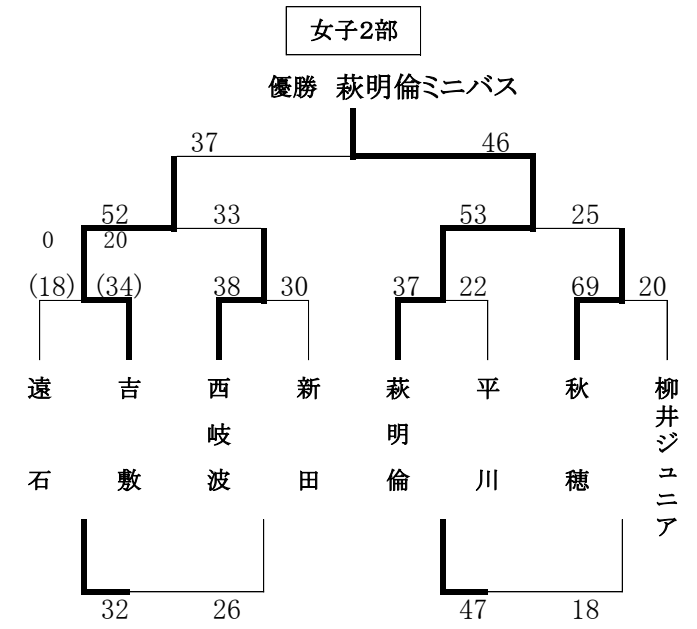 女子2部
優勝 萩明倫ミニバス
37 46
52 33 53 25
0 20
(18) (34) 38 30 37 22 69 20
遠石
吉敷
西岐波
新田
萩明倫
平川
秋穂
柳井ジュニア
32 26 47 18